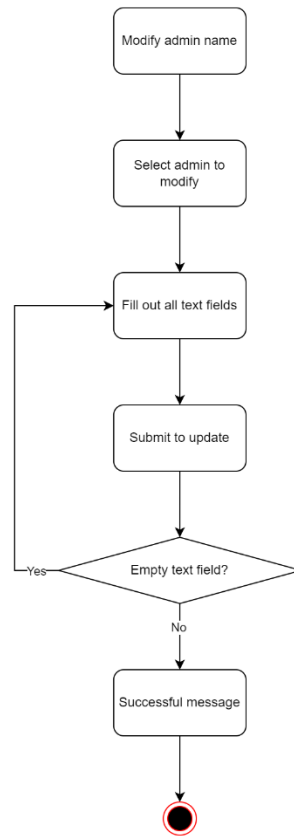 Modify admin name
Select admin to
modify
Fill out all text fields
Submit to update
Empty text field?
Yes
No
Successful message